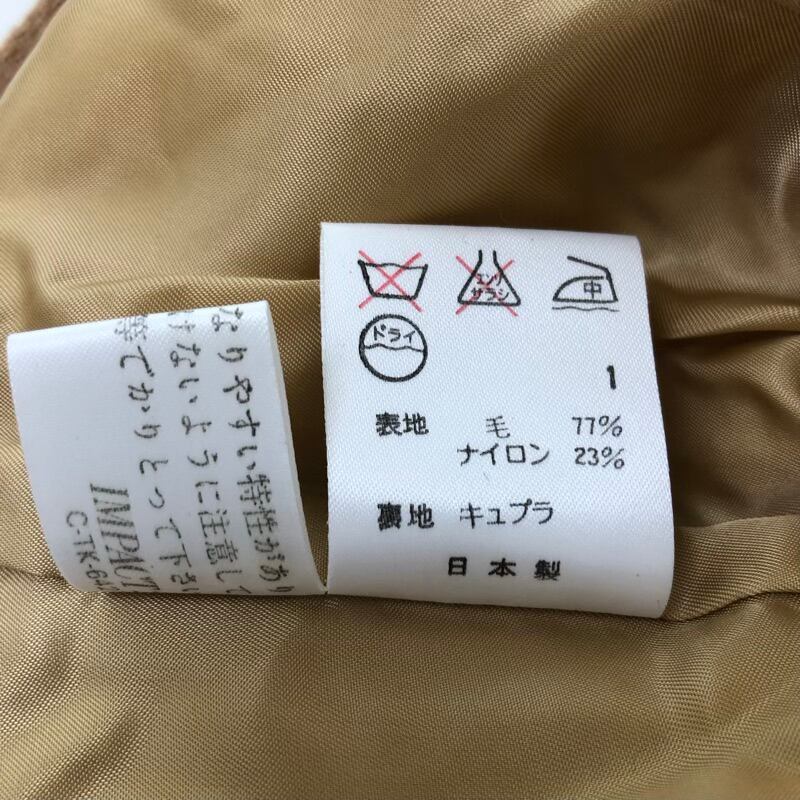 エンソ
サラシ
中
ドライ
1
表地 毛 77%
ナイロン 23%
裏地 キュプラ
日本製
なりやすい特性があり
けないように注意して
等でかりとって下さい
IMPACT
C-TK-6